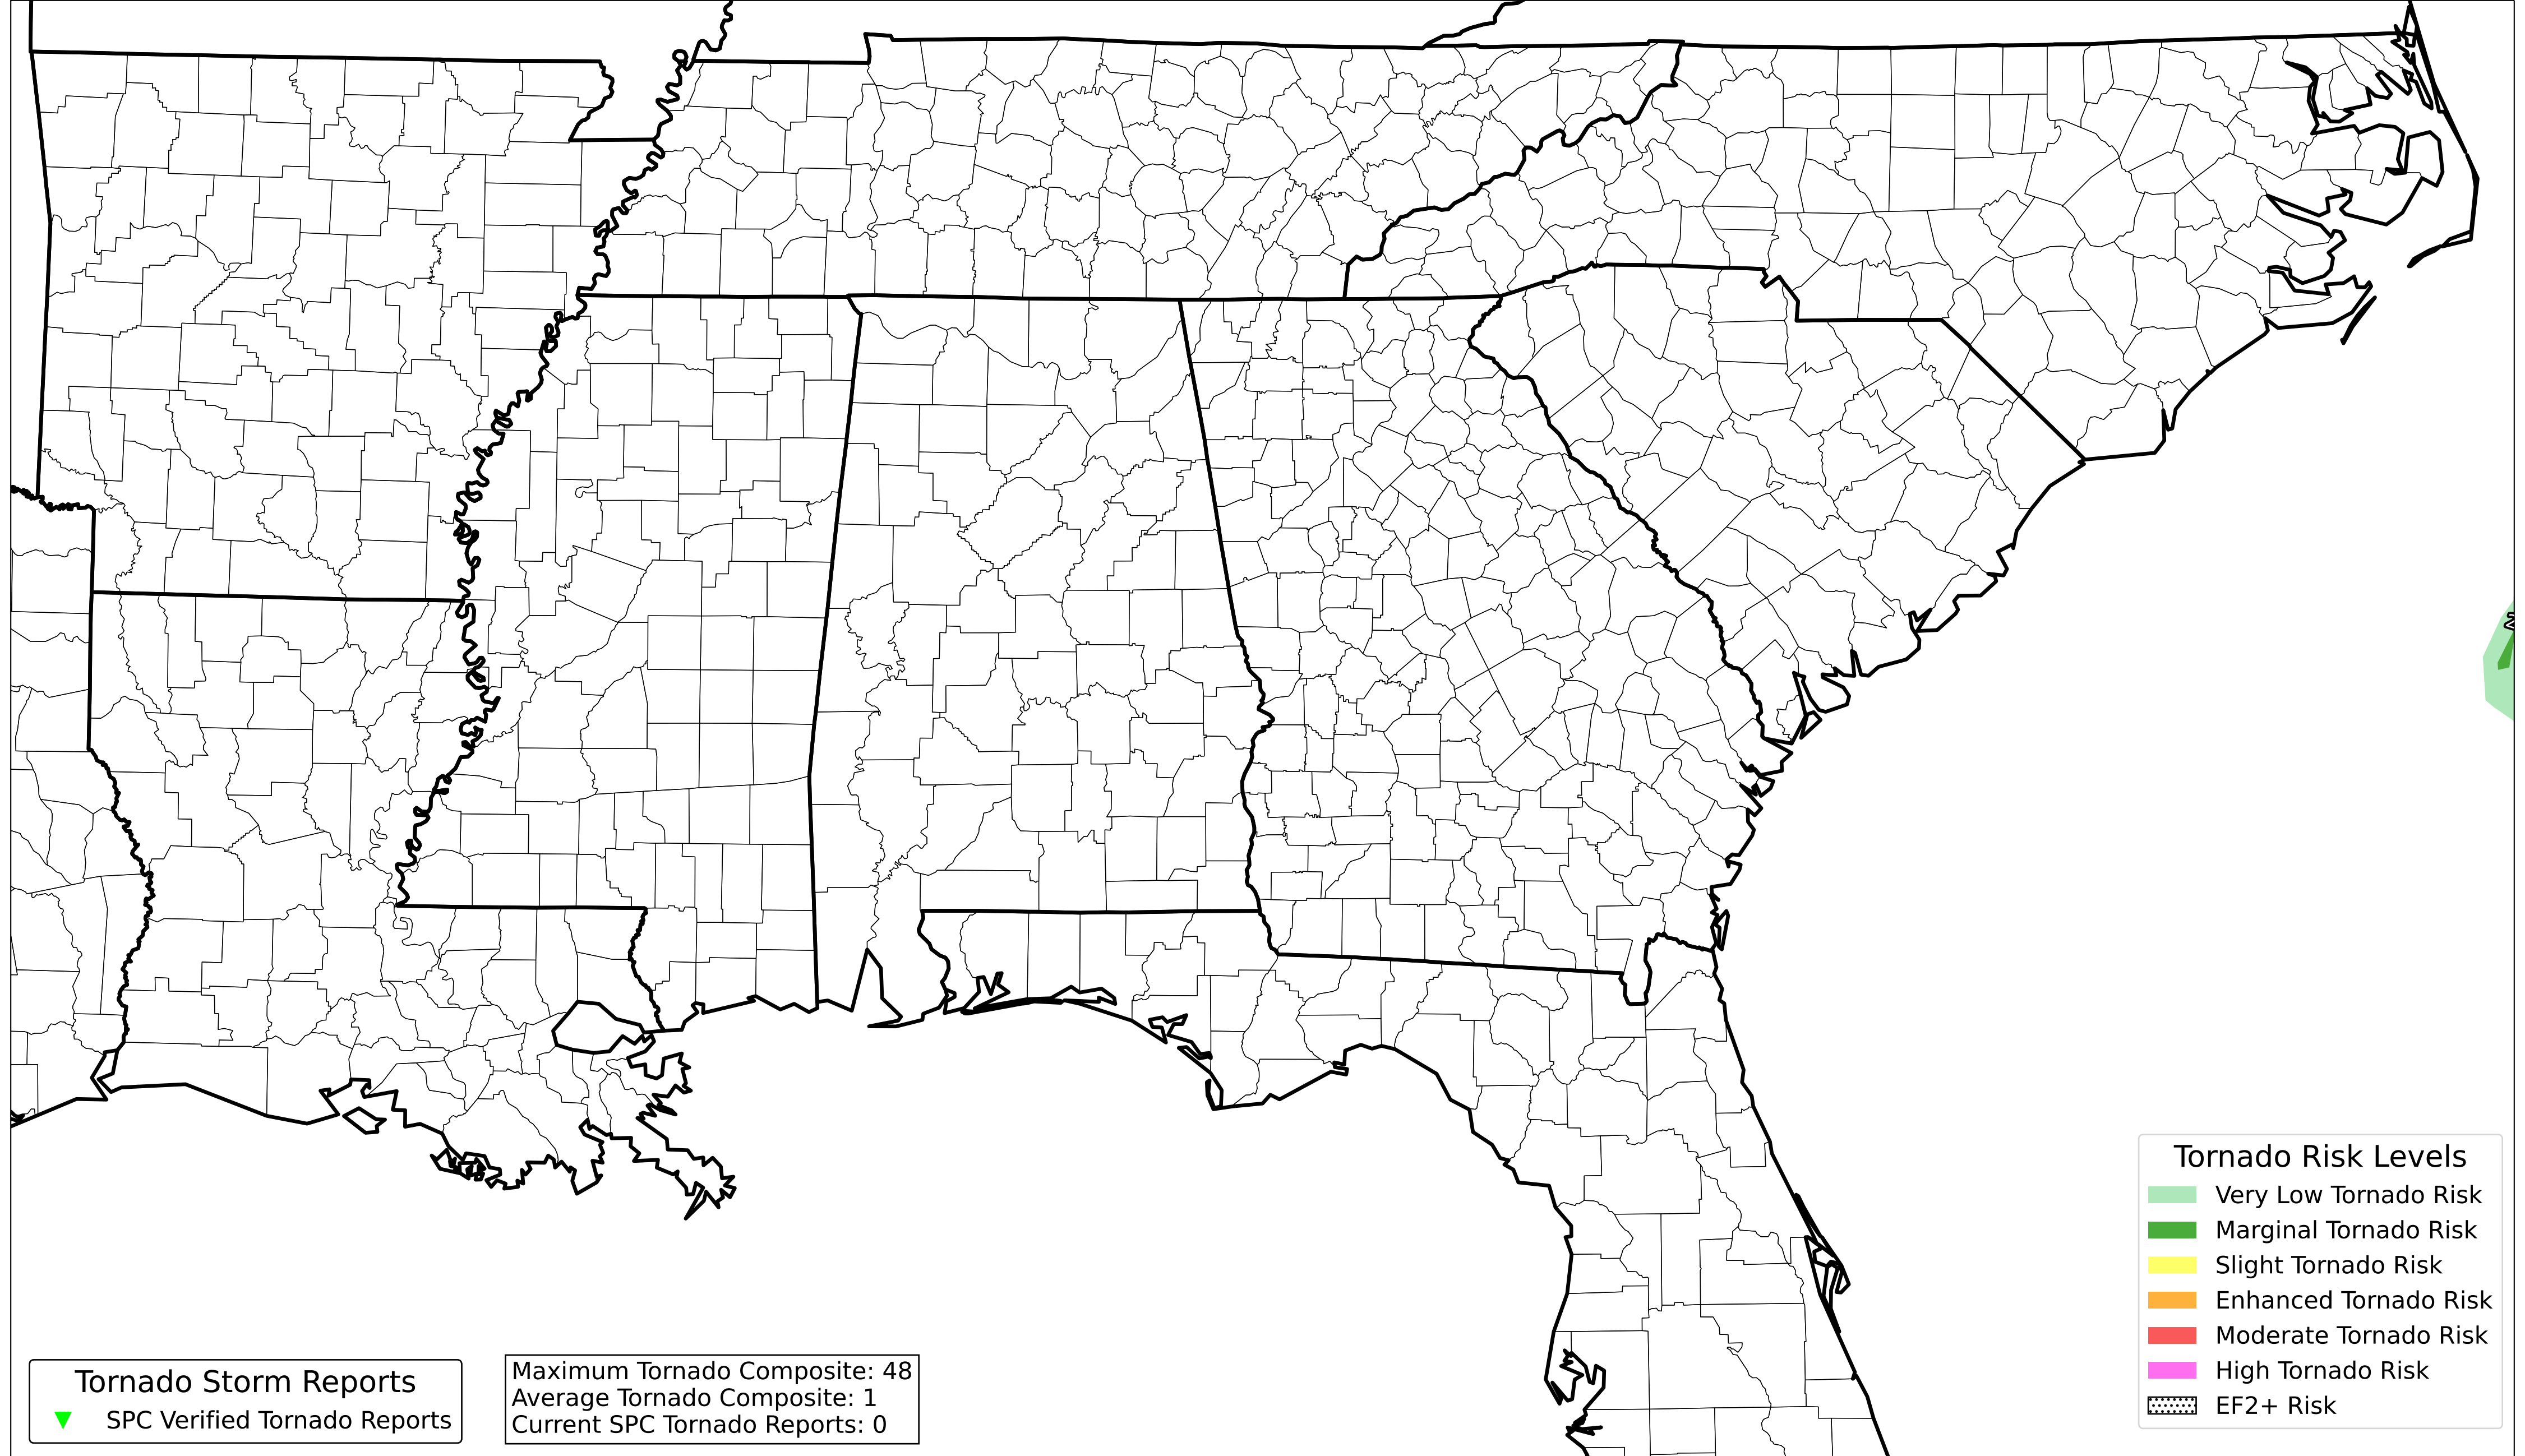 Tornado Risk Levels
Very Low Tornado Risk
Marginal Tornado Risk
Slight Tornado Risk
Enhanced Tornado Risk
Moderate Tornado Risk
High Tornado Risk
EF2+ Risk
Tornado Storm Reports
SPC Verified Tornado Reports
Maximum Tornado Composite: 48
Average Tornado Composite: 1
Current SPC Tornado Reports: 0